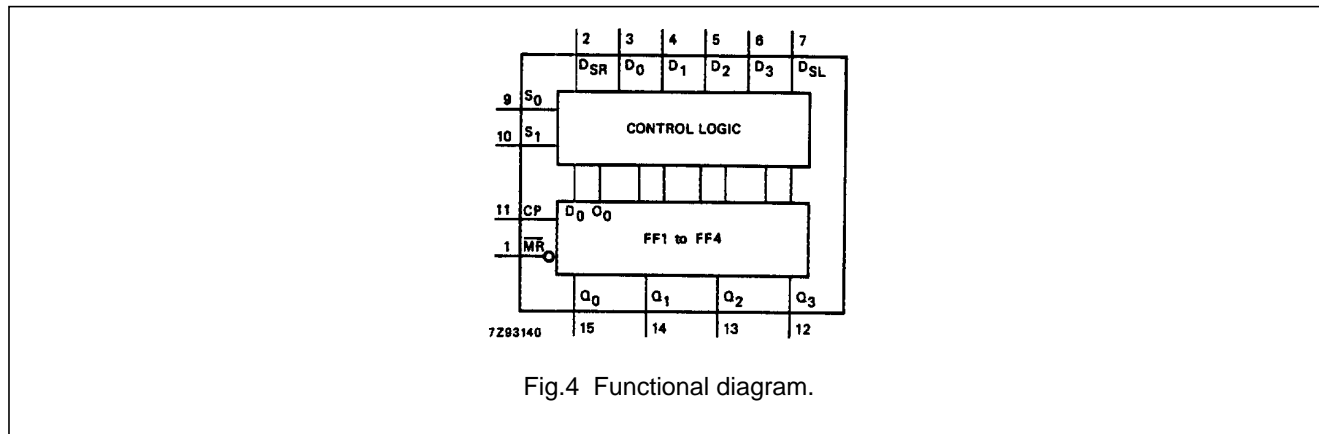 2 3 4 5 6 7
DSR D0 D1 D2 D3 DSL
9 S0
CONTROL LOGIC
10 S1
11 CP D0 O0
FF1 to FF4
1 MR
Q0 Q1 Q2 Q3
7Z93140 15 14 13 12
Fig.4 Functional diagram.